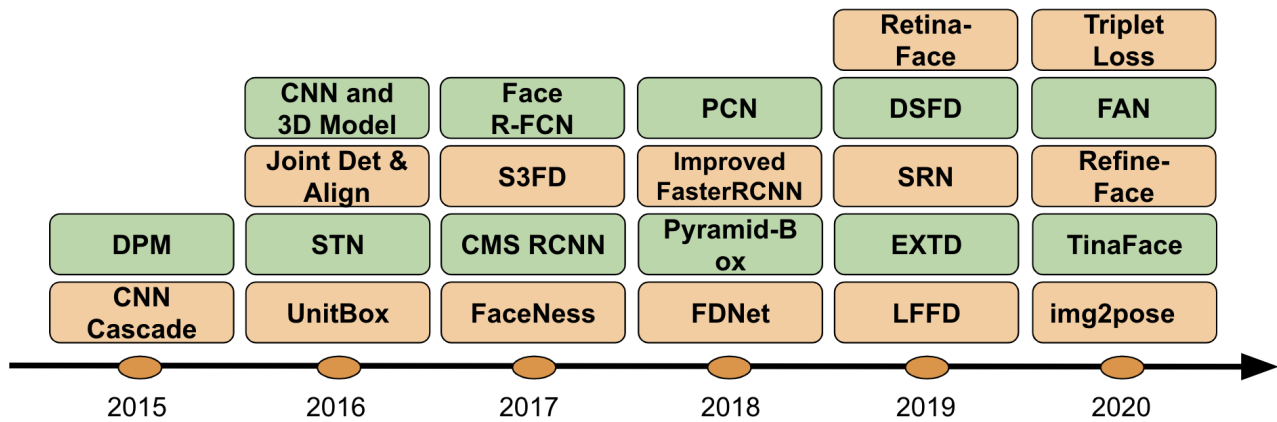 Retina-
Face
Triplet
Loss
CNN and
3D Model
Face
R-FCN
PCN
DSFD
FAN
Joint Det &
Align
S3FD
Improved
FasterRCNN
SRN
Refine-
Face
DPM
STN
CMS RCNN
Pyramid-B
ox
EXTD
TinaFace
CNN
Cascade
UnitBox
FaceNess
FDNet
LFFD
img2pose
2015
2016
2017
2018
2019
2020